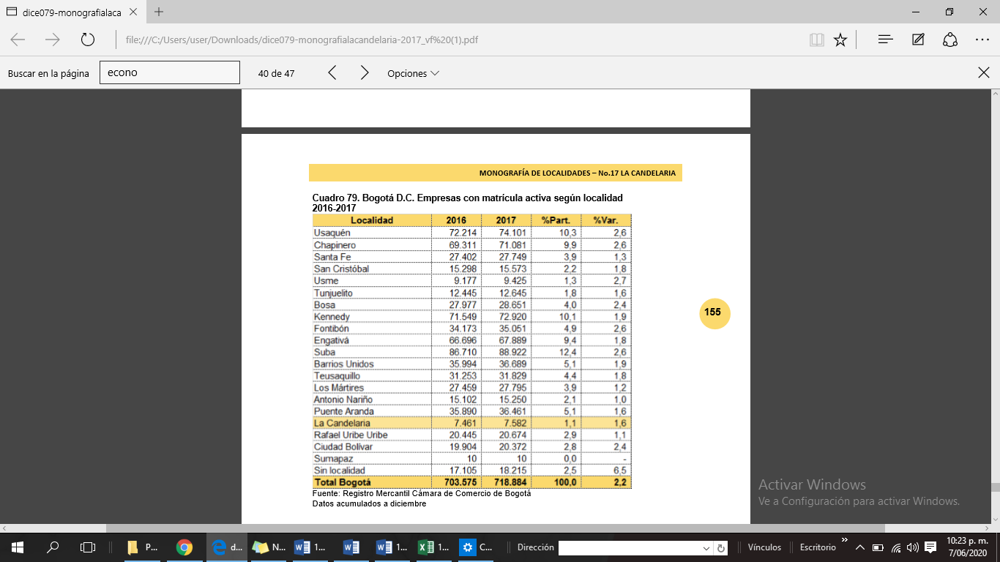 dice079-monografialaca
file:///C:/Users/user/Downloads/dice079-monografialacandelaria-2017_vf%20(1).pdf
Buscar en la página econo 40 de 47 Opciones
MONOGRAFÍA DE LOCALIDADES – No.17 LA CANDELARIA
Cuadro 79. Bogotá D.C. Empresas con matrícula activa según localidad
2016-2017
Localidad 2016 2017 %Part. %Var.
Usaquén 72.214 74.101 10,3 2,6
Chapinero 69.311 71.081 9,9 2,6
Santa Fe 27.402 27.749 3,9 1,3
San Cristóbal 15.298 15.573 2,2 1,8
Usme 9.177 9.425 1,3 2,7
Tunjuelito 12.445 12.645 1,8 1,6
Bosa 27.977 28.651 4,0 2,4
Kennedy 71.549 72.920 10,1 1,9
Fontibón 34.173 35.051 4,9 2,6
Engativá 66.696 67.889 9,4 1,8
Suba 86.710 88.922 12,4 2,6
Barrios Unidos 35.994 36.689 5,1 1,9
Teusaquillo 31.253 31.829 4,4 1,8
Los Mártires 27.459 27.795 3,9 1,2
Antonio Nariño 15.102 15.250 2,1 1,0
Puente Aranda 35.890 36.461 5,1 1,6
La Candelaria 7.461 7.582 1,1 1,6
Rafael Uribe Uribe 20.445 20.674 2,9 1,1
Ciudad Bolívar 19.904 20.372 2,8 2,4
Sumapaz 10 10 0,0 -
Sin localidad 17.105 18.215 2,5 6,5
Total Bogotá 703.575 718.884 100,0 2,2
Fuente: Registro Mercantil Cámara de Comercio de Bogotá
Datos acumulados a diciembre
155
Activar Windows
Ve a Configuración para activar Windows.
P... d... N... 1... 1... 1... C... Dirección Vínculos Escritorio 10:23 p. m.
7/06/2020